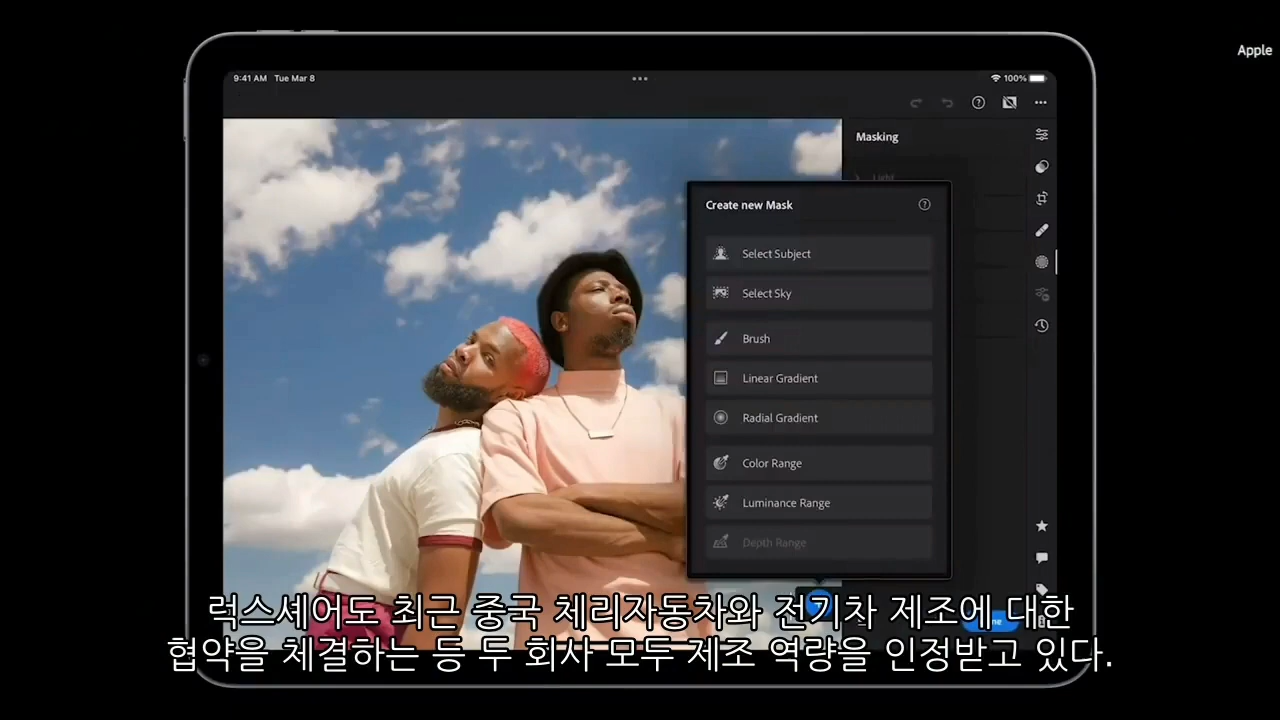 Apple
9:41 AM Tue Mar 8
100%
Masking
Light
Create new Mask
Select Subject
Select Sky
Brush
Linear Gradient
Radial Gradient
Color Range
Luminance Range
Depth Range
럭스셰어도 최근 중국 체리자동차와 전기차 제조에 대한
협약을 체결하는 등 두 회사 모두 제조 역량을 인정받고 있다.